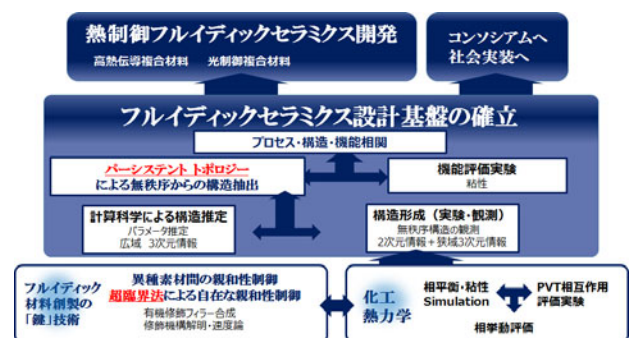 熱制御フルイディックセラミクス開発
高熱伝導複合材料 光制御複合材料
コンソシアムへ
社会実装へ
フルイディックセラミクス設計基盤の確立
プロセス・構造・機能相関
パーシステント トポロジー
による無秩序からの構造抽出
機能評価実験
粘性
計算科学による構造推定
パラメータ推定
広域 3次元情報
構造形成（実験・観測）
無秩序構造の観測
2次元情報＋狭域3次元情報
フルイディック
材料創製の
「鍵」技術
異種素材間の親和性制御
超臨界法による自在な親和性制御
有機修飾フィラー合成
修飾機構解明・速度論
化工
熱力学
相平衡・粘性
Simulation
PVT相互作用
評価実験
相挙動評価